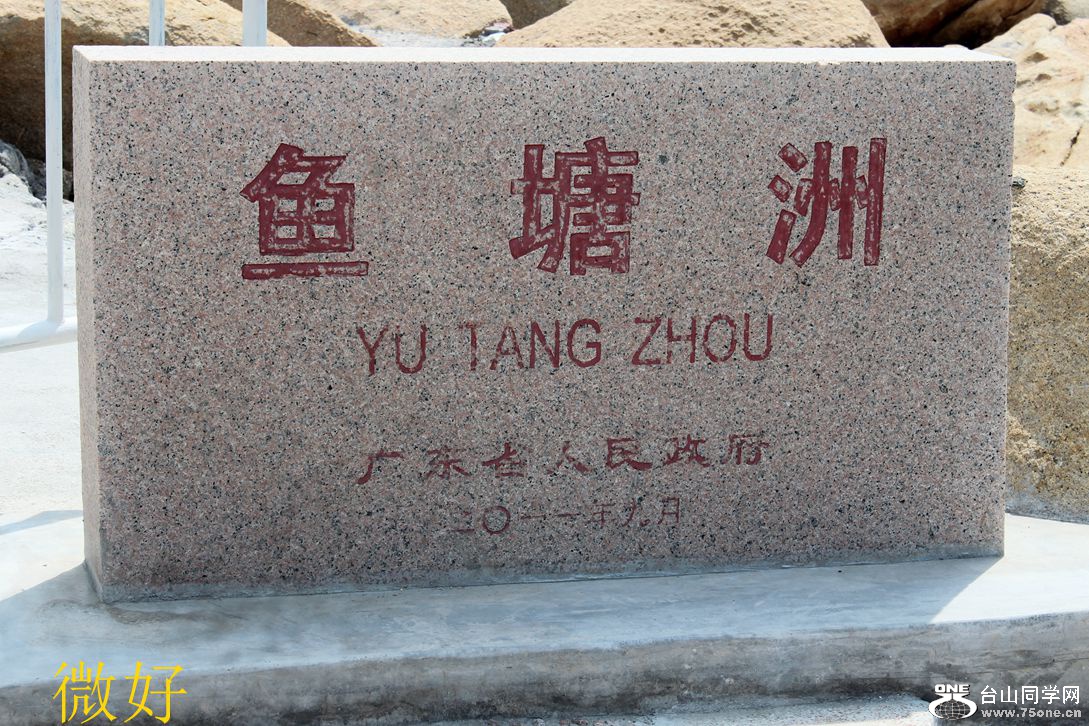 鱼塘洲
YU TANG ZHOU
广东省人民政府
二〇一一年九月
微好
ONE 台山同学网
www.75one.cn